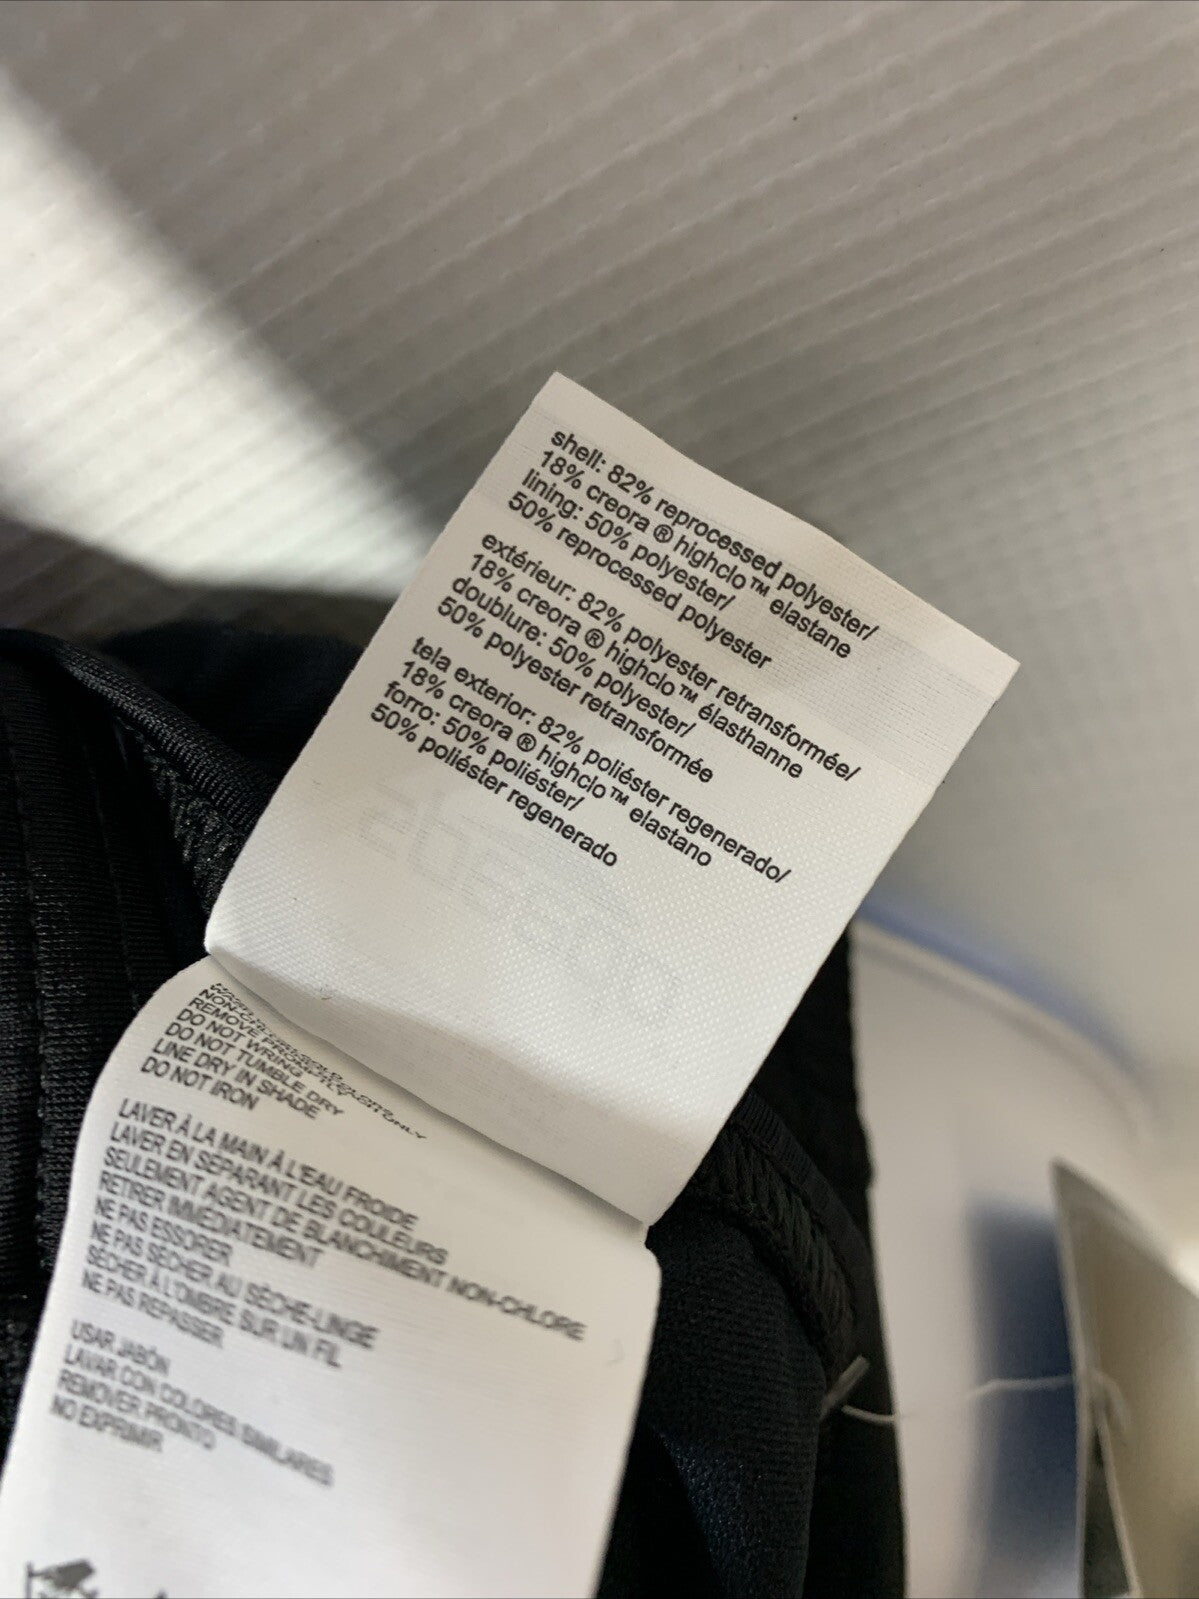 shell: 82% reprocessed polyester/
18% creora ® highclo™ elastane
lining: 50% polyester/
50% reprocessed polyester
extérieur: 82% polyester retransformée/
18% creora ® highclo™ élasthanne
doublure: 50% polyester/
50% polyester retransformée
tela exterior: 82% poliéster regenerado/
18% creora ® highclo™ elastano
forro: 50% poliéster/
50% poliéster regenerado
REMOVE PROMPTLY
DO NOT WRING
DO NOT TUMBLE DRY
LINE DRY IN SHADE
DO NOT IRON
LAVER À LA MAIN À L'EAU FROIDE
LAVER EN SÉPARANT LES COULEURS
SEULEMENT AGENT DE BLANCHIMENT NON-CHLORE
RETIRER IMMÉDIATEMENT
NE PAS ESSORER
NE PAS SÉCHER AU SÈCHE-LINGE
SÉCHER À L'OMBRE SUR UN FIL
NE PAS REPASSER
USAR JABÓN
LAVAR CON COLORES SIMILARES
REMOVER PRONTO
NO EXPRIMIR